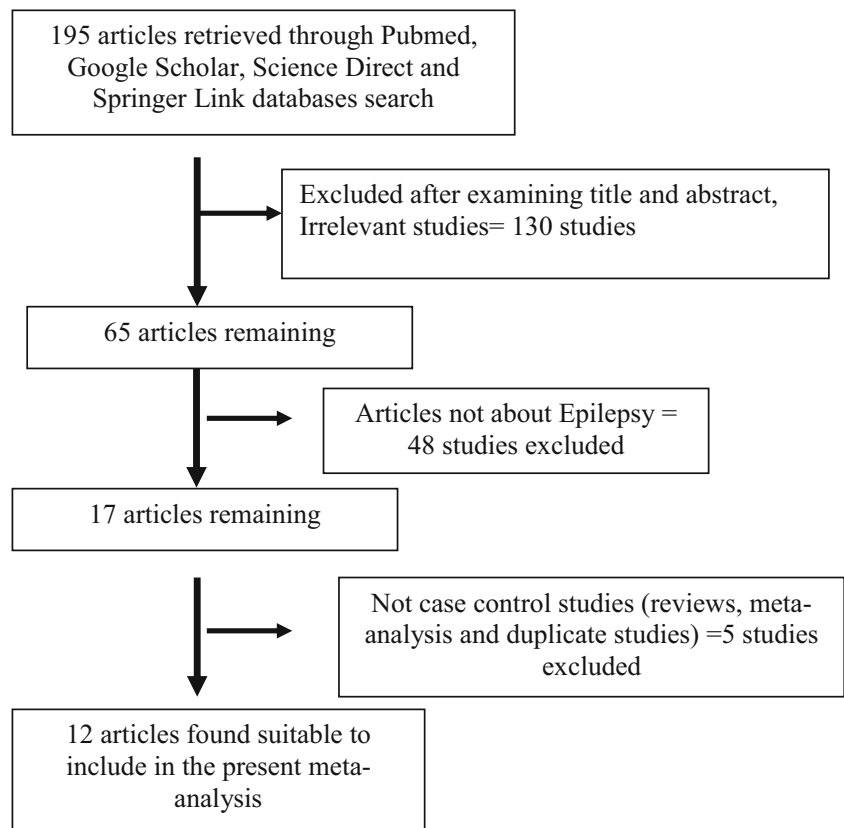 195 articles retrieved through Pubmed,
Google Scholar, Science Direct and
Springer Link databases search
Excluded after examining title and abstract,
Irrelevant studies= 130 studies
65 articles remaining
Articles not about Epilepsy =
48 studies excluded
17 articles remaining
Not case control studies (reviews, meta-
analysis and duplicate studies) =5 studies
excluded
12 articles found suitable to
include in the present meta-
analysis